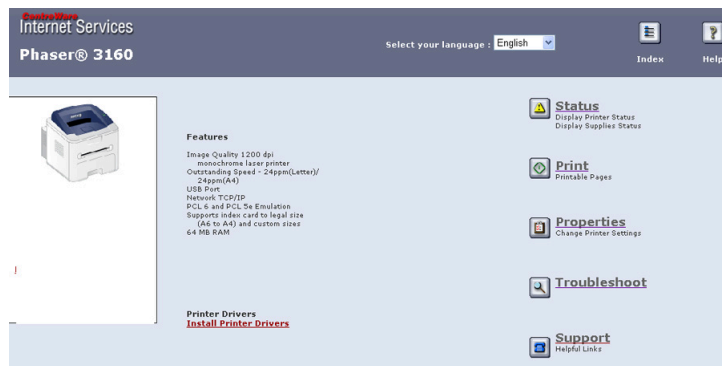 CentreWare
Internet Services
Phaser® 3160
Select your language : English
Index
Help
Features
Image Quality 1200 dpi
monochrome laser printer
Outstanding Speed - 24ppm(Letter)/
24ppm(A4)
USB Port
Network TCP/IP
PCL 6 and PCL 5e Emulation
Supports index card to legal size
(A6 to A4) and custom sizes
64 MB RAM
Printer Drivers
Install Printer Drivers
Status
Display Printer Status
Display Supplies Status
Print
Printable Pages
Properties
Change Printer Settings
Troubleshoot
Support
Helpful Links